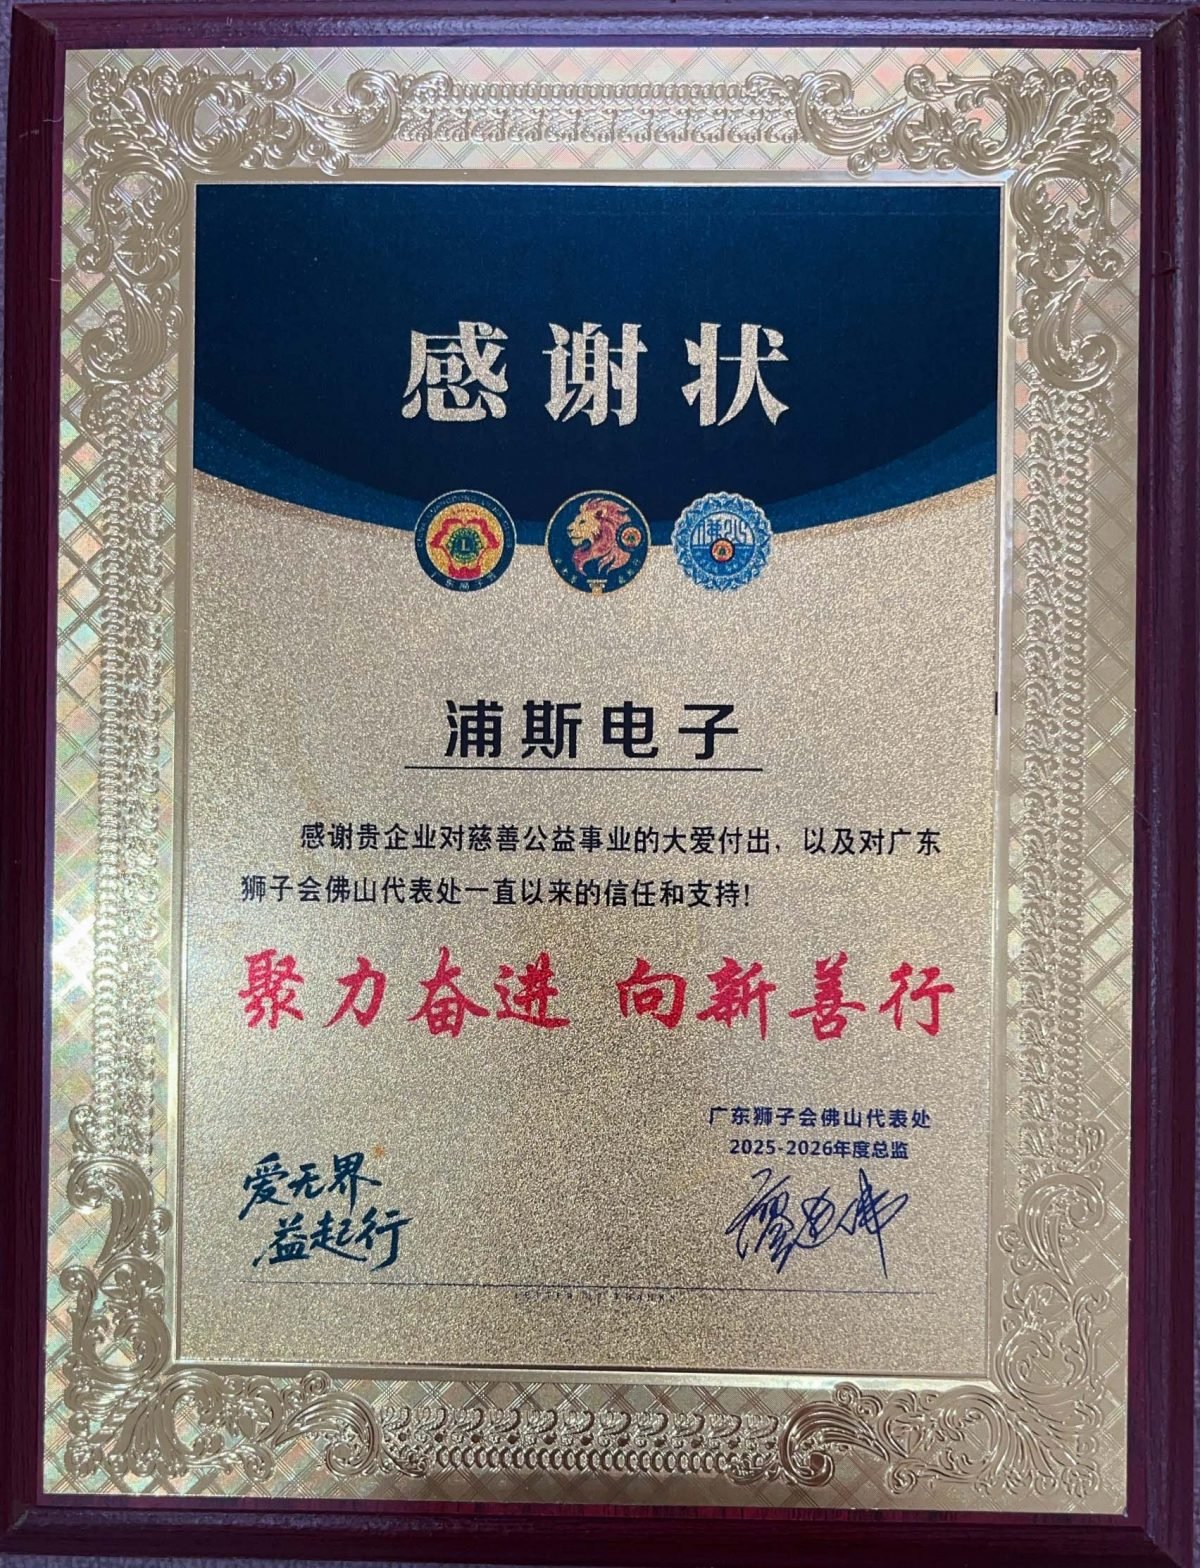 感谢状
浦斯电子
感谢贵企业对慈善公益事业的大爱付出，以及对广东
狮子会佛山代表处一直以来的信任和支持！
聚力奋进 向新善行
广东狮子会佛山代表处
2025-2026年度总监
爱无界
益起行